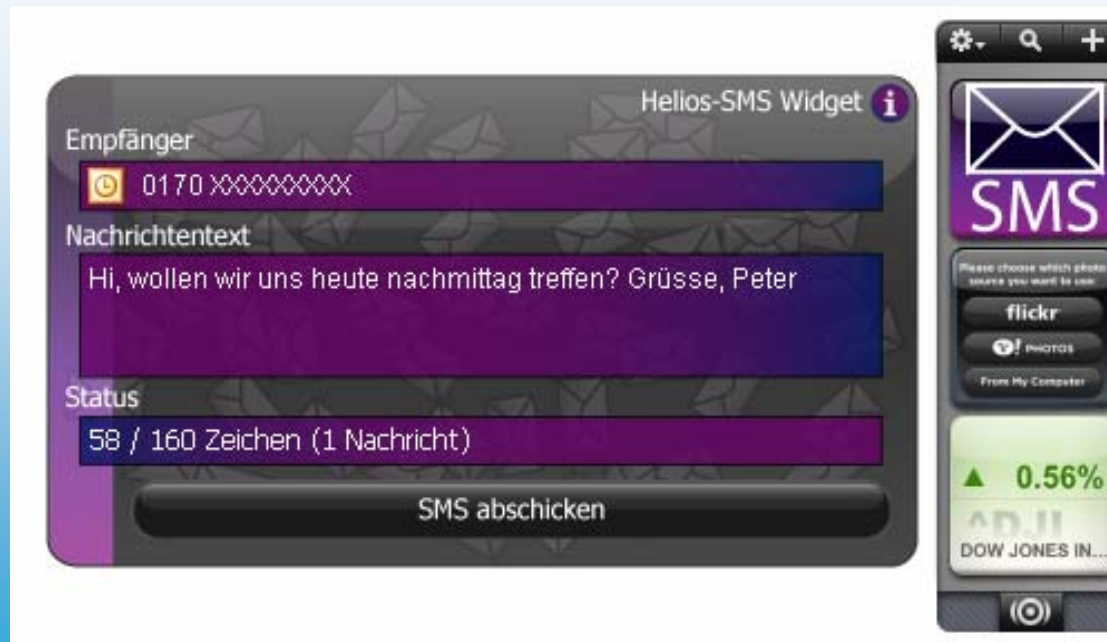 Helios-SMS Widget
Empfänger
0170 XXXXXXXXX
Nachrichtentext
Hi, wollen wir uns heute nachmittag treffen? Grüsse, Peter
Status
58 / 160 Zeichen (1 Nachricht)
SMS abschicken
SMS
Please choose which photo
source you want to use:
flickr
Y! PHOTOS
From My Computer
0.56%
^DJI
DOW JONES IN...